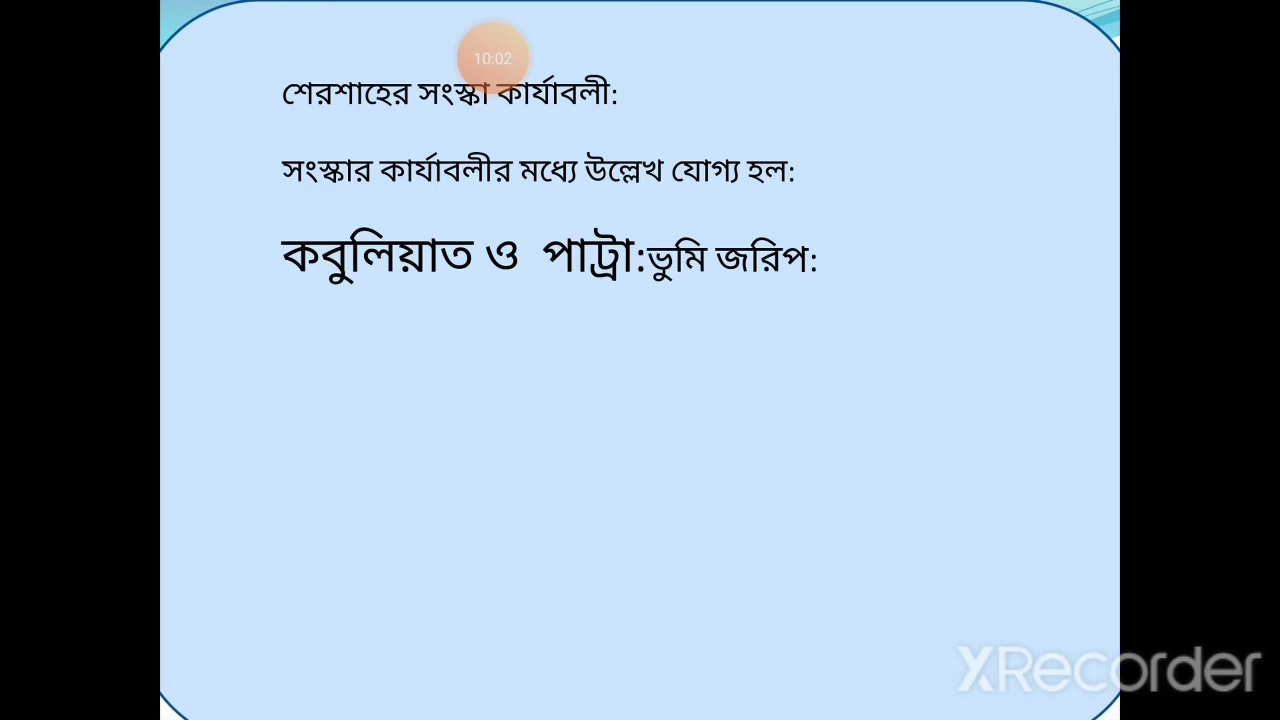 10:02
শেরশাহের সংস্কা কার্যাবলী:
সংস্কার কার্যাবলীর মধ্যে উল্লেখ যোগ্য হল:
কবুলিয়াত ও পাট্রা:ভুমি জরিপ:
XRecorder